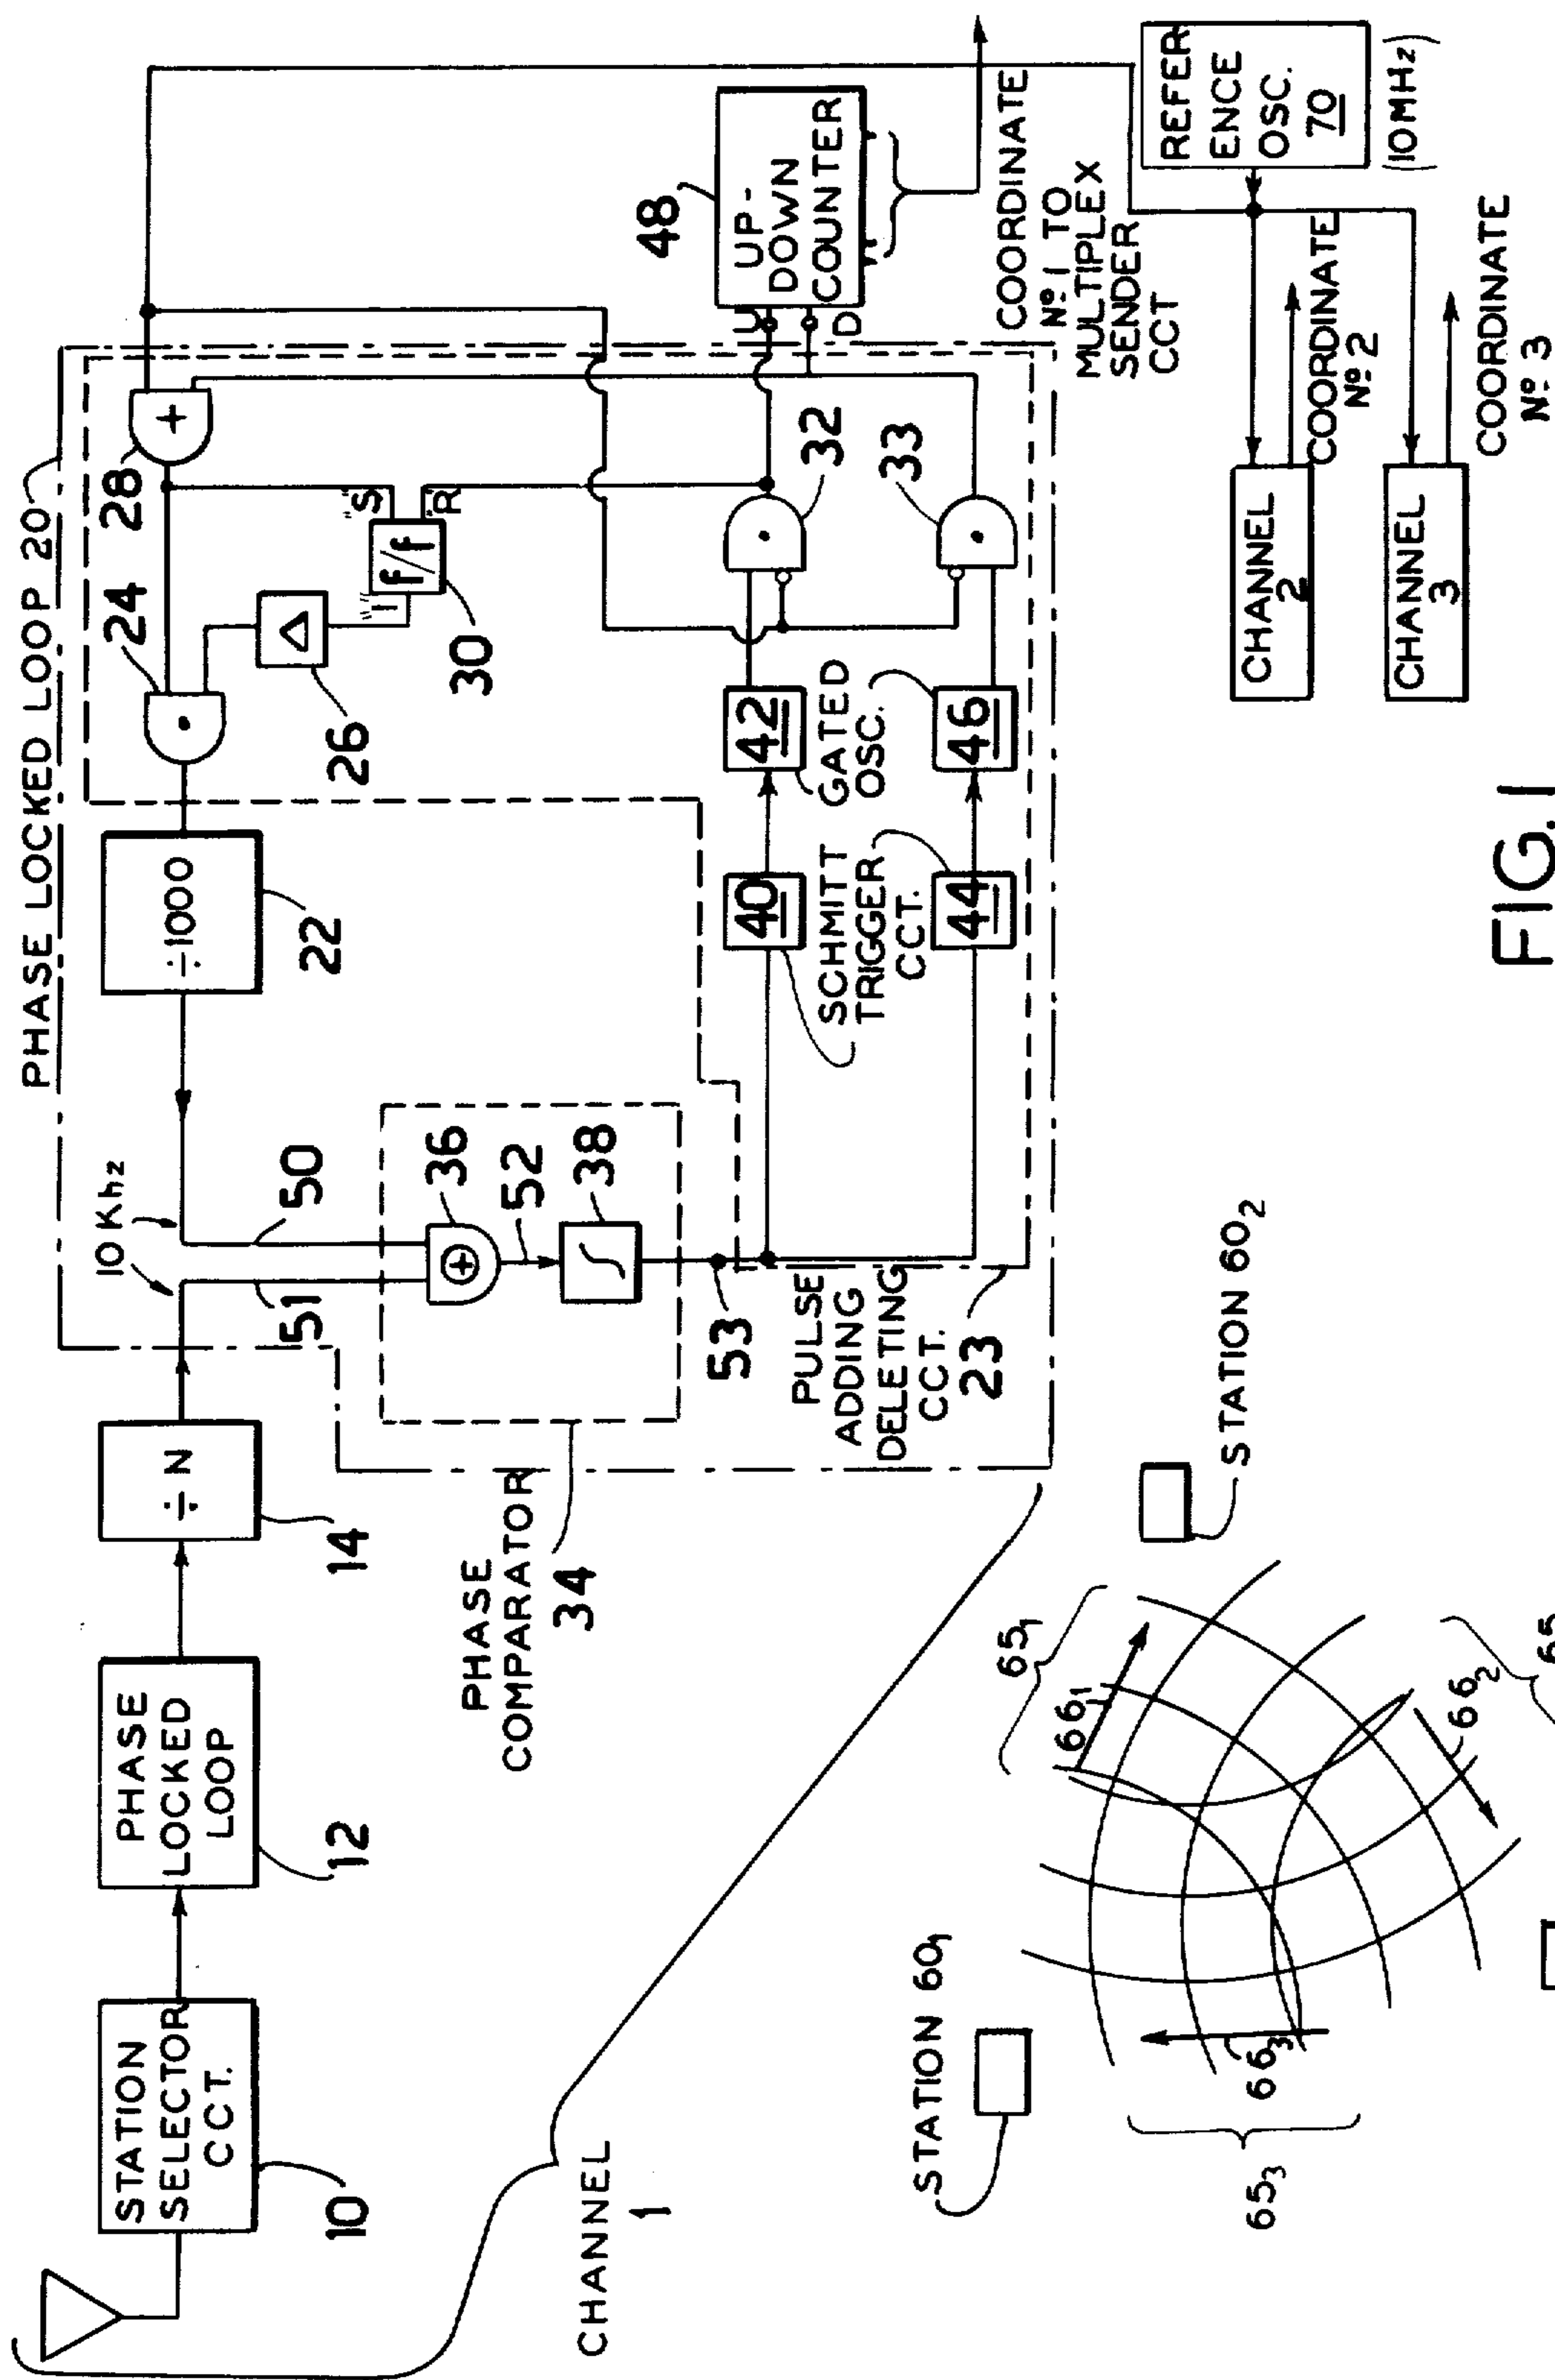 PHASE LOCKED LOOP 20
STATION
SELECTOR
CCT.
10
PHASE
LOCKED
LOOP
12
÷ N
14
10 Khz
51
50
÷1000
22
24
28
+
26
Δ
"1"
f/f
"S"
"R"
30
36
52
38
53
PHASE
COMPARATOR
34
PULSE
ADDING
DELETING
CCT.
23
40
SCHMITT
TRIGGER
CCT.
44
42
GATED
OSC.
46
32
33
48
U
D
UP-
DOWN
COUNTER
COORDINATE
Nº 1 TO
MULTIPLEX
SENDER
CCT
REFER
ENCE
OSC.
70
(10MHz)
CHANNEL
2
COORDINATE
Nº 2
CHANNEL
3
COORDINATE
Nº 3
CHANNEL
1
STATION 60₁
STATION 60₂
65₁
66₁
66₂
65
66₃
65₃
FIG. 1